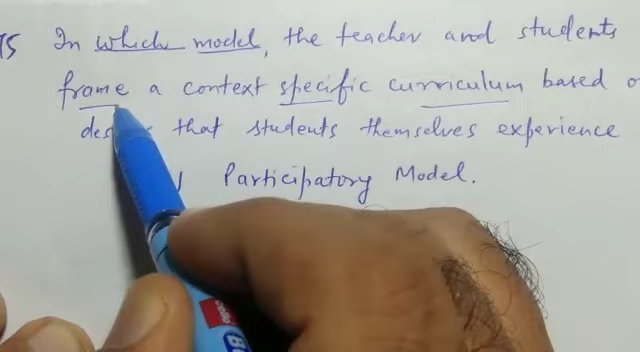 15 In which model, the teacher and students
frame a context specific curriculum based
that students themselves experience
Participatory Model.